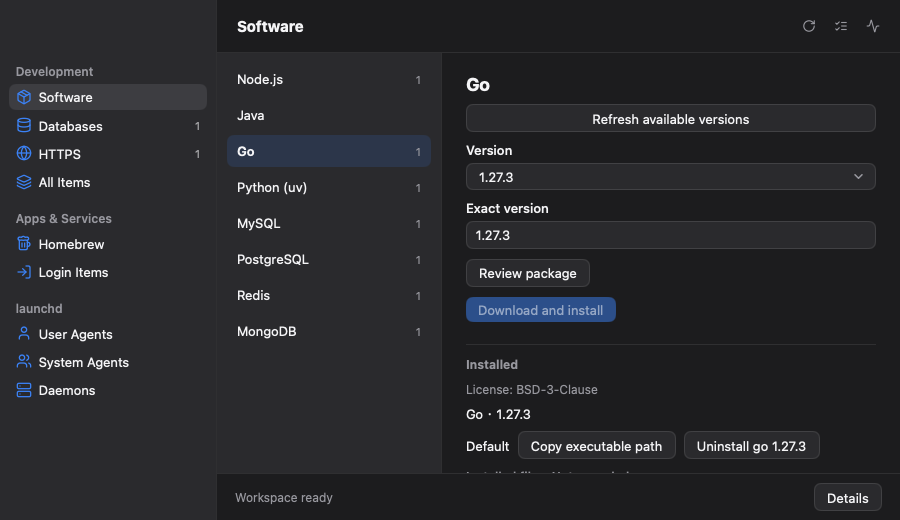 Software
Development
Software
Databases 1
HTTPS 1
All Items
Apps & Services
Homebrew
Login Items
launchd
User Agents
System Agents
Daemons
Node.js 1
Java
Go 1
Python (uv) 1
MySQL 1
PostgreSQL 1
Redis 1
MongoDB 1
Go
Refresh available versions
Version
1.27.3
Exact version
1.27.3
Review package
Download and install
Installed
License: BSD-3-Clause
Go · 1.27.3
Default Copy executable path Uninstall go 1.27.3
Workspace ready
Details